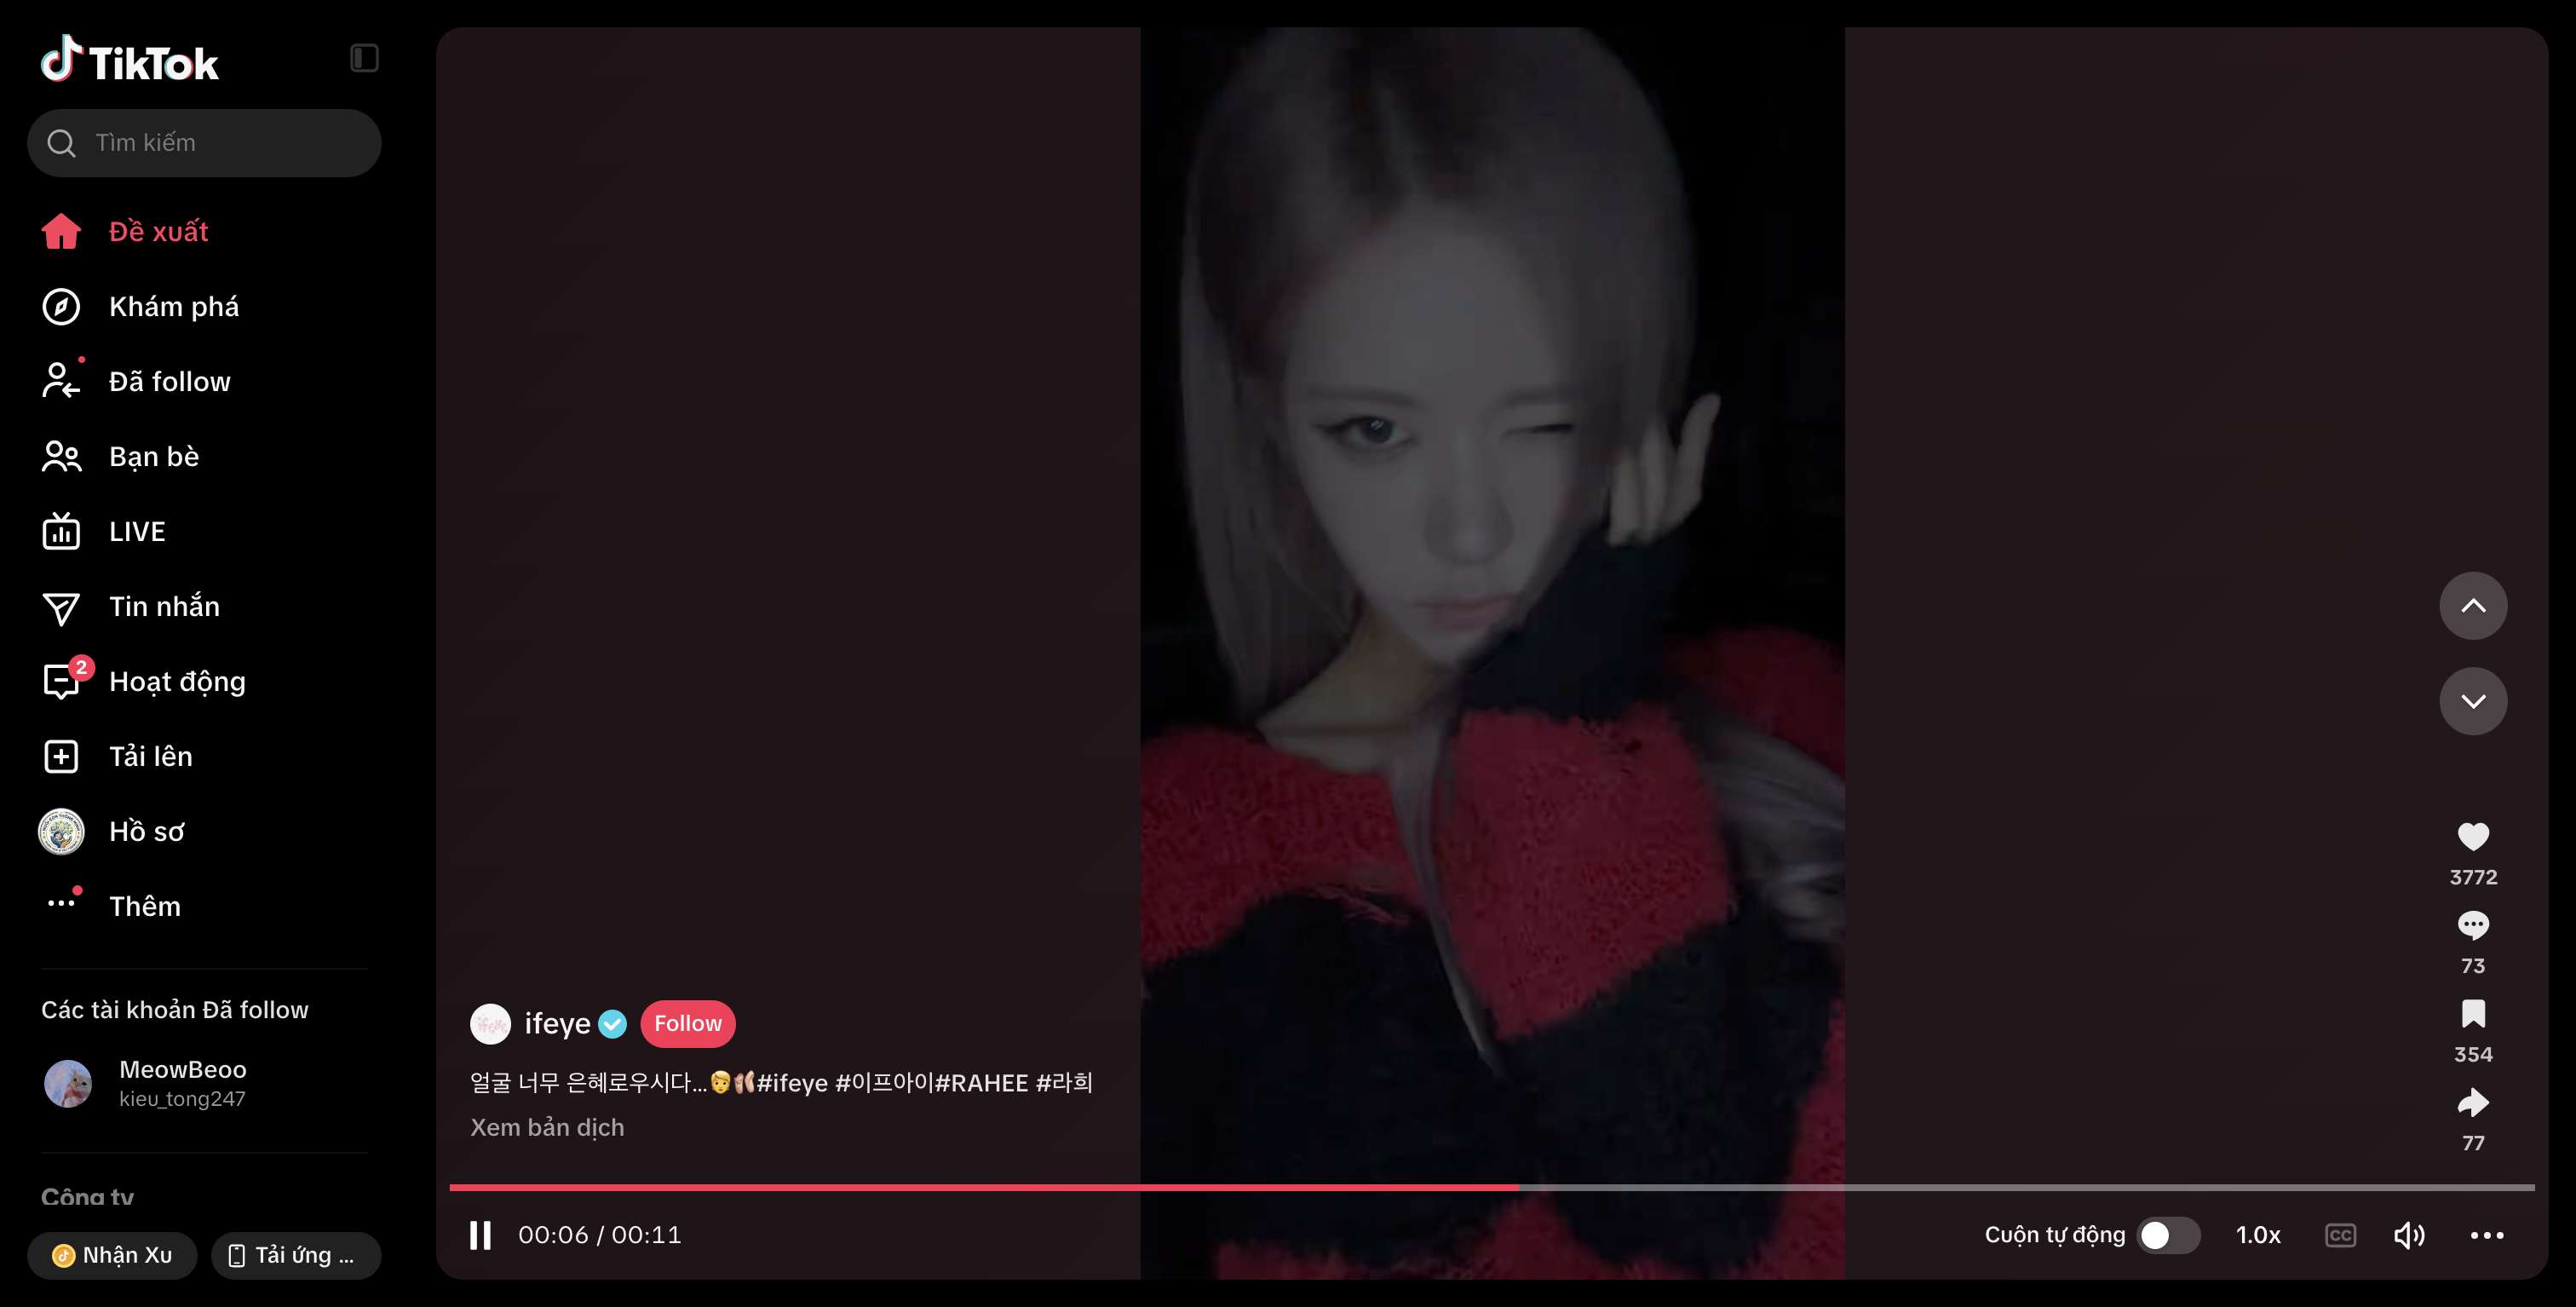 TikTok
Tìm kiếm
Đề xuất
Khám phá
Đã follow
Bạn bè
LIVE
Tin nhắn
2
Hoạt động
Tải lên
Hồ sơ
Thêm
Các tài khoản Đã follow
MeowBeoo
kieu_tong247
Công ty
Nhận Xu
Tải ứng ...
3772
73
354
77
ifeye
Follow
얼굴 너무 은혜로우시다...👨🩰#ifeye #이프아이#RAHEE #라희
Xem bản dịch
00:06 / 00:11
Cuộn tự động
1.0x
CC